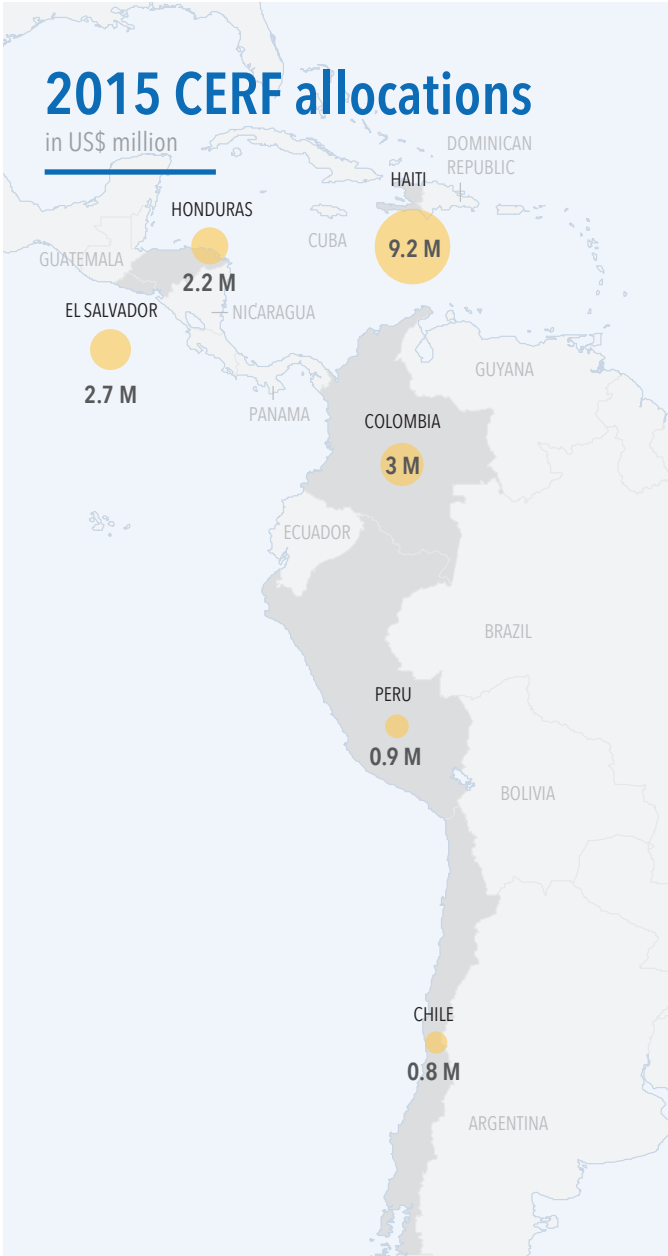 2015 CERF allocations
in US$ million
DOMINICAN
REPUBLIC
HAITI
HONDURAS
CUBA
9.2 M
GUATEMALA
2.2 M
EL SALVADOR
NICARAGUA
2.7 M
GUYANA
PANAMA
COLOMBIA
3 M
ECUADOR
BRAZIL
PERU
0.9 M
BOLIVIA
CHILE
0.8 M
ARGENTINA